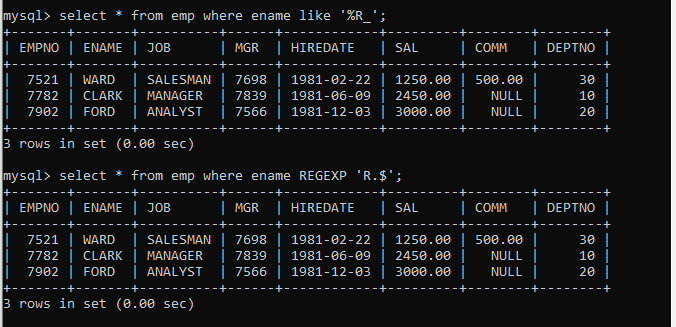 mysql> select * from emp where ename like '%R_';
+-------+-------+----------+------+------------+---------+--------+--------+
| EMPNO | ENAME | JOB      | MGR  | HIREDATE   | SAL     | COMM   | DEPTNO |
+-------+-------+----------+------+------------+---------+--------+--------+
|  7521 | WARD  | SALESMAN | 7698 | 1981-02-22 | 1250.00 | 500.00 |     30 |
|  7782 | CLARK | MANAGER  | 7839 | 1981-06-09 | 2450.00 |   NULL |     10 |
|  7902 | FORD  | ANALYST  | 7566 | 1981-12-03 | 3000.00 |   NULL |     20 |
+-------+-------+----------+------+------------+---------+--------+--------+
3 rows in set (0.00 sec)
mysql> select * from emp where ename REGEXP 'R.$';
+-------+-------+----------+------+------------+---------+--------+--------+
| EMPNO | ENAME | JOB      | MGR  | HIREDATE   | SAL     | COMM   | DEPTNO |
+-------+-------+----------+------+------------+---------+--------+--------+
|  7521 | WARD  | SALESMAN | 7698 | 1981-02-22 | 1250.00 | 500.00 |     30 |
|  7782 | CLARK | MANAGER  | 7839 | 1981-06-09 | 2450.00 |   NULL |     10 |
|  7902 | FORD  | ANALYST  | 7566 | 1981-12-03 | 3000.00 |   NULL |     20 |
+-------+-------+----------+------+------------+---------+--------+--------+
3 rows in set (0.00 sec)